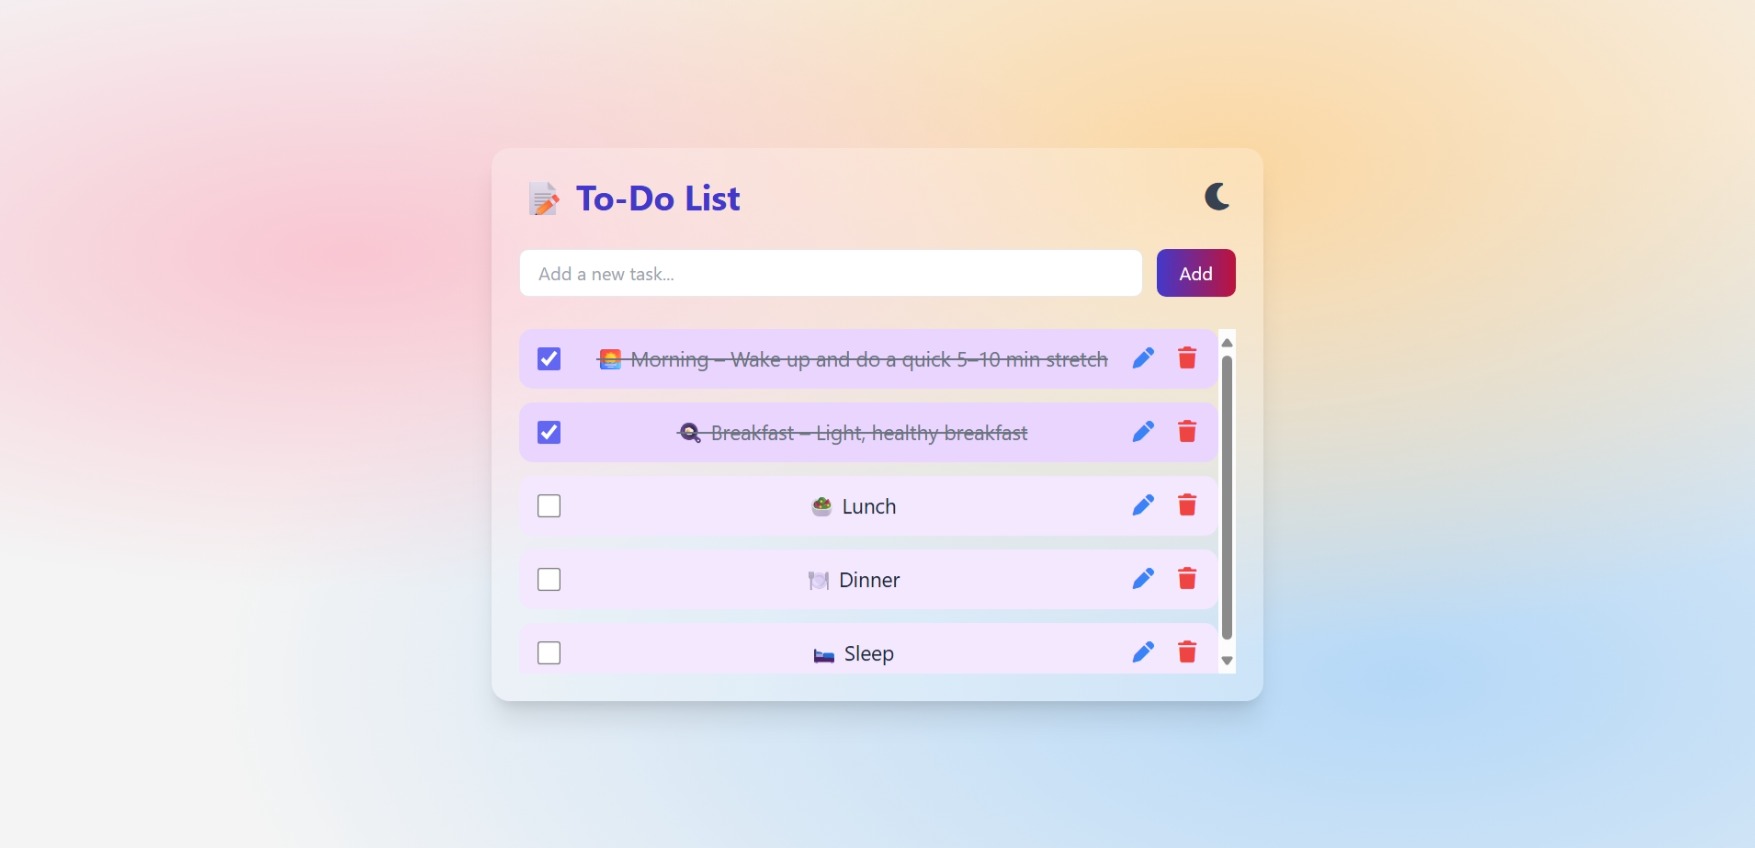 To-Do List
Add a new task...
Add
Morning – Wake up and do a quick 5–10 min stretch
Breakfast – Light, healthy breakfast
Lunch
Dinner
Sleep